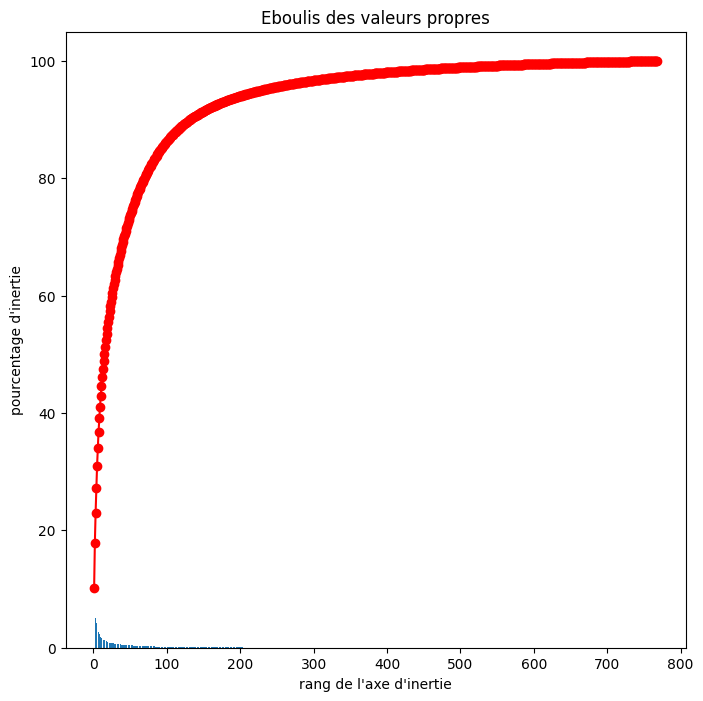 Eboulis des valeurs propres
100
80
60
40
20
0
pourcentage d'inertie
0 100 200 300 400 500 600 700 800
rang de l'axe d'inertie